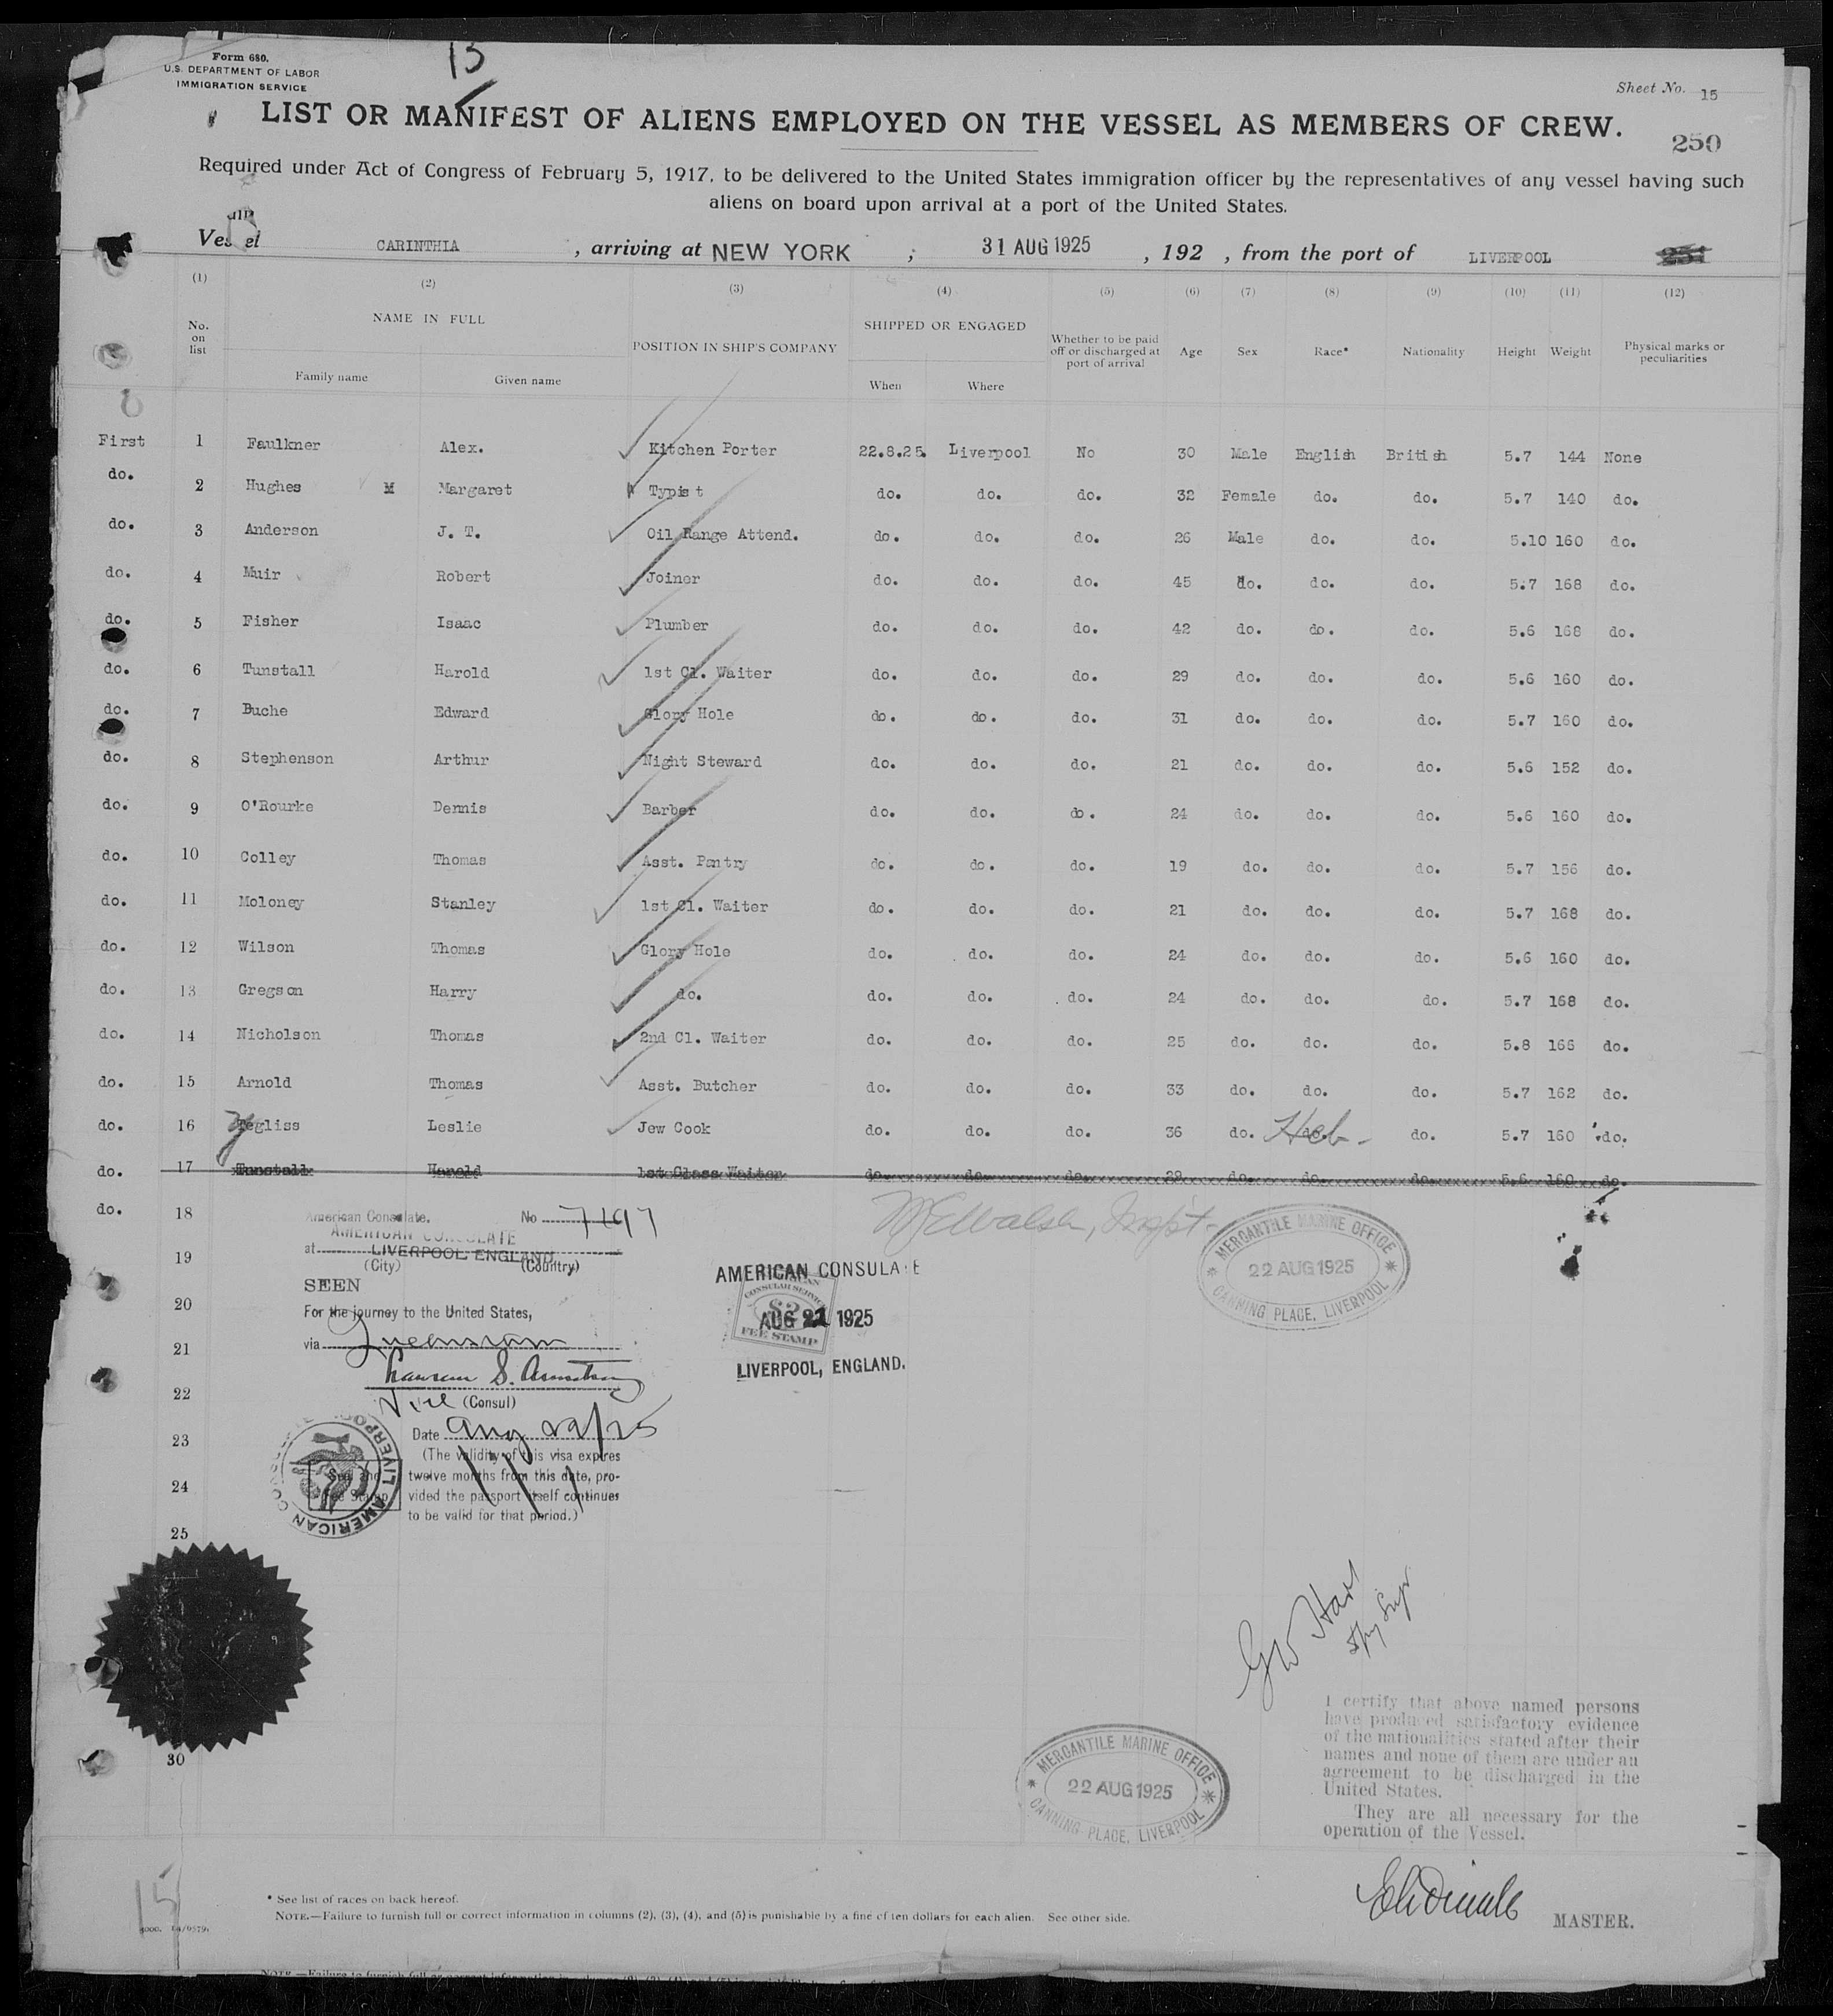 Form 680.
U.S. DEPARTMENT OF LABOR
IMMIGRATION SERVICE
15
Sheet No. 15
LIST OR MANIFEST OF ALIENS EMPLOYED ON THE VESSEL AS MEMBERS OF CREW.
250
Required under Act of Congress of February 5, 1917, to be delivered to the United States immigration officer by the representatives of any vessel having such
aliens on board upon arrival at a port of the United States.
Vessel CARINTHIA , arriving at NEW YORK ; 31 AUG 1925 , 192 , from the port of LIVERPOOL 251
(1) (2) (3) (4) (5) (6) (7) (8) (9) (10) (11) (12)
No. on list NAME IN FULL POSITION IN SHIP'S COMPANY SHIPPED OR ENGAGED Whether to be paid off or discharged at port of arrival Age Sex Race* Nationality Height Weight Physical marks or peculiarities
Family name Given name When Where
First 1 Faulkner Alex. Kitchen Porter 22.8.25. Liverpool No 30 Male English British 5.7 144 None
do. 2 Hughes M Margaret Typist do. do. do. 32 Female do. do. 5.7 140 do.
do. 3 Anderson J. T. Oil Range Attend. do. do. do. 26 Male do. do. 5.10 160 do.
do. 4 Muir Robert Joiner do. do. do. 45 do. do. do. 5.7 168 do.
do. 5 Fisher Isaac Plumber do. do. do. 42 do. do. do. 5.6 168 do.
do. 6 Tunstall Harold 1st Cl. Waiter do. do. do. 29 do. do. do. 5.6 160 do.
do. 7 Buche Edward Glory Hole do. do. do. 31 do. do. do. 5.7 160 do.
do. 8 Stephenson Arthur Night Steward do. do. do. 21 do. do. do. 5.6 152 do.
do. 9 O'Rourke Dennis Barber do. do. do. 24 do. do. do. 5.6 160 do.
do. 10 Colley Thomas Asst. Pantry do. do. do. 19 do. do. do. 5.7 156 do.
do. 11 Moloney Stanley 1st Cl. Waiter do. do. do. 21 do. do. do. 5.7 168 do.
do. 12 Wilson Thomas Glory Hole do. do. do. 24 do. do. do. 5.6 160 do.
do. 13 Gregson Harry do. do. do. do. 24 do. do. do. 5.7 168 do.
do. 14 Nicholson Thomas 2nd Cl. Waiter do. do. do. 25 do. do. do. 5.8 166 do.
do. 15 Arnold Thomas Asst. Butcher do. do. do. 33 do. do. do. 5.7 162 do.
do. 16 Tegliss Leslie Jew Cook do. do. do. 36 do. Heb- do. 5.7 160 do.
do. 17 Tunstall Harold 1st Class Waiter do. do. do. 29 do. do. do. 5.6 160 do.
do. 18
19
20
21
22
23
24
25
30
American Consulate. No 7197
AMERICAN CONSULATE
at LIVERPOOL, ENGLAND
(City) (Country)
SEEN
For the journey to the United States,
via
Vice (Consul)
Date Aug 22/25
(The validity of this visa expires
twelve months from this date, pro-
vided the passport itself continues
to be valid for that period.)
AMERICAN CONSULATE
AMERICAN CONSULAR SERVICE
$2
FEE STAMP
AUG 1925
LIVERPOOL, ENGLAND.
Walsh, Insp't-
MERCANTILE MARINE OFFICE
22 AUG 1925
CANNING PLACE, LIVERPOOL
G W Hart
MERCANTILE MARINE OFFICE
22 AUG 1925
CANNING PLACE, LIVERPOOL
I certify that above named persons
have produced satisfactory evidence
of the nationalities stated after their
names and none of them are under an
agreement to be discharged in the
United States.
They are all necessary for the
operation of the Vessel.
MASTER.
15
* See list of races on back hereof.
NOTE.—Failure to furnish full or correct information in columns (2), (3), (4), and (5) is punishable by a fine of ten dollars for each alien. See other side.